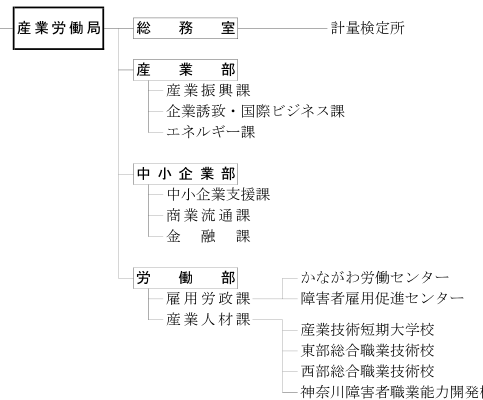 産業労働局 総務室 計量検定所
産業部
産業振興課
企業誘致・国際ビジネス課
エネルギー課
中小企業部
中小企業支援課
商業流通課
金融課
労働部
かながわ労働センター
雇用労政課 障害者雇用促進センター
産業人材課
産業技術短期大学校
東部総合職業技術校
西部総合職業技術校
神奈川障害者職業能力開発